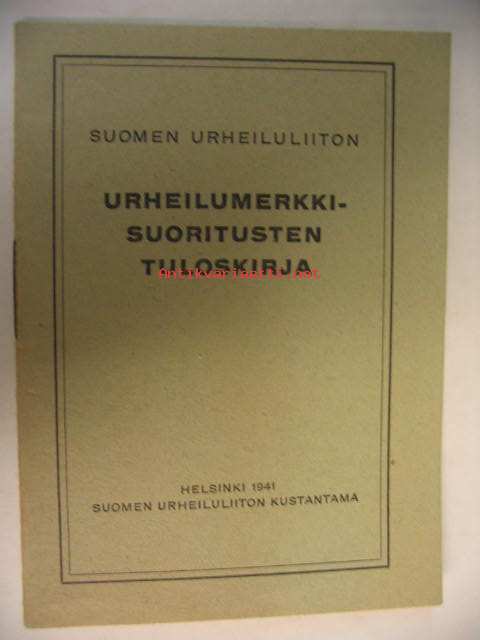 SUOMEN URHEILULIITON
URHEILUMERKKI-
SUORITUSTEN
TULOSKIRJA
Antikvariaatti.net
HELSINKI 1941
SUOMEN URHEILULIITON KUSTANTAMA